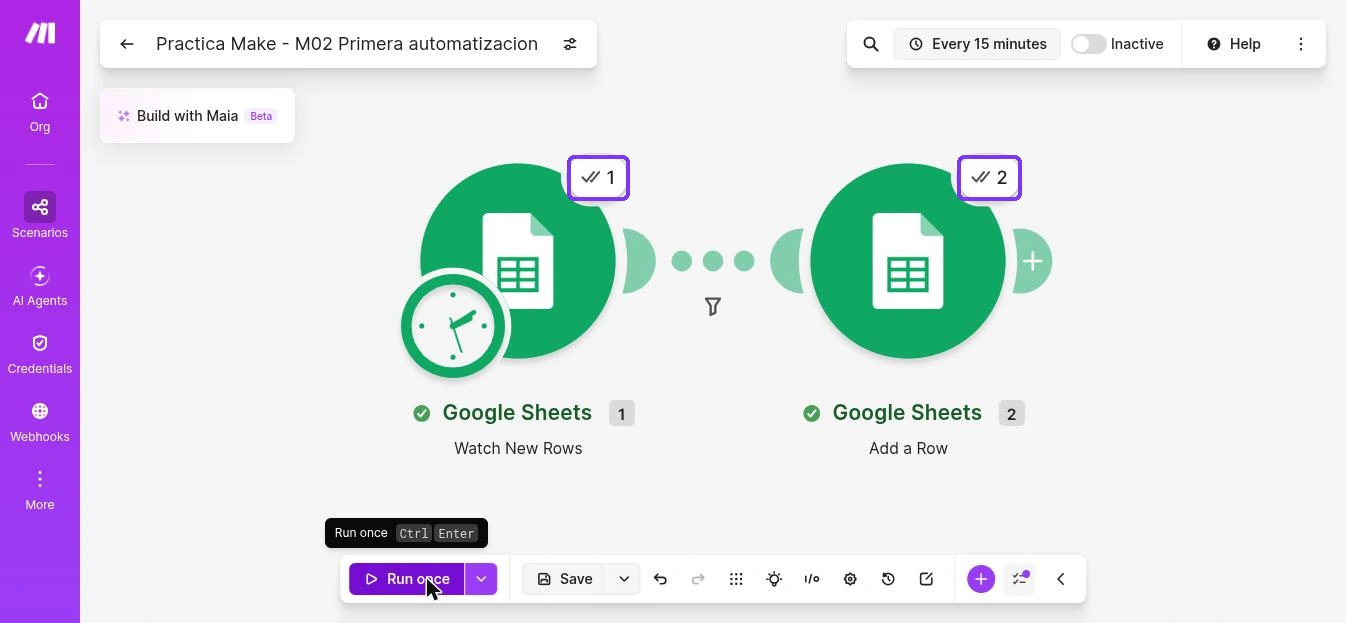 Practica Make - M02 Primera automatizacion
Every 15 minutes
Inactive
Help
Build with Maia Beta
Org
Scenarios
AI Agents
Credentials
Webhooks
More
1
2
Google Sheets 1
Watch New Rows
Google Sheets 2
Add a Row
Run once Ctrl Enter
Run once
Save